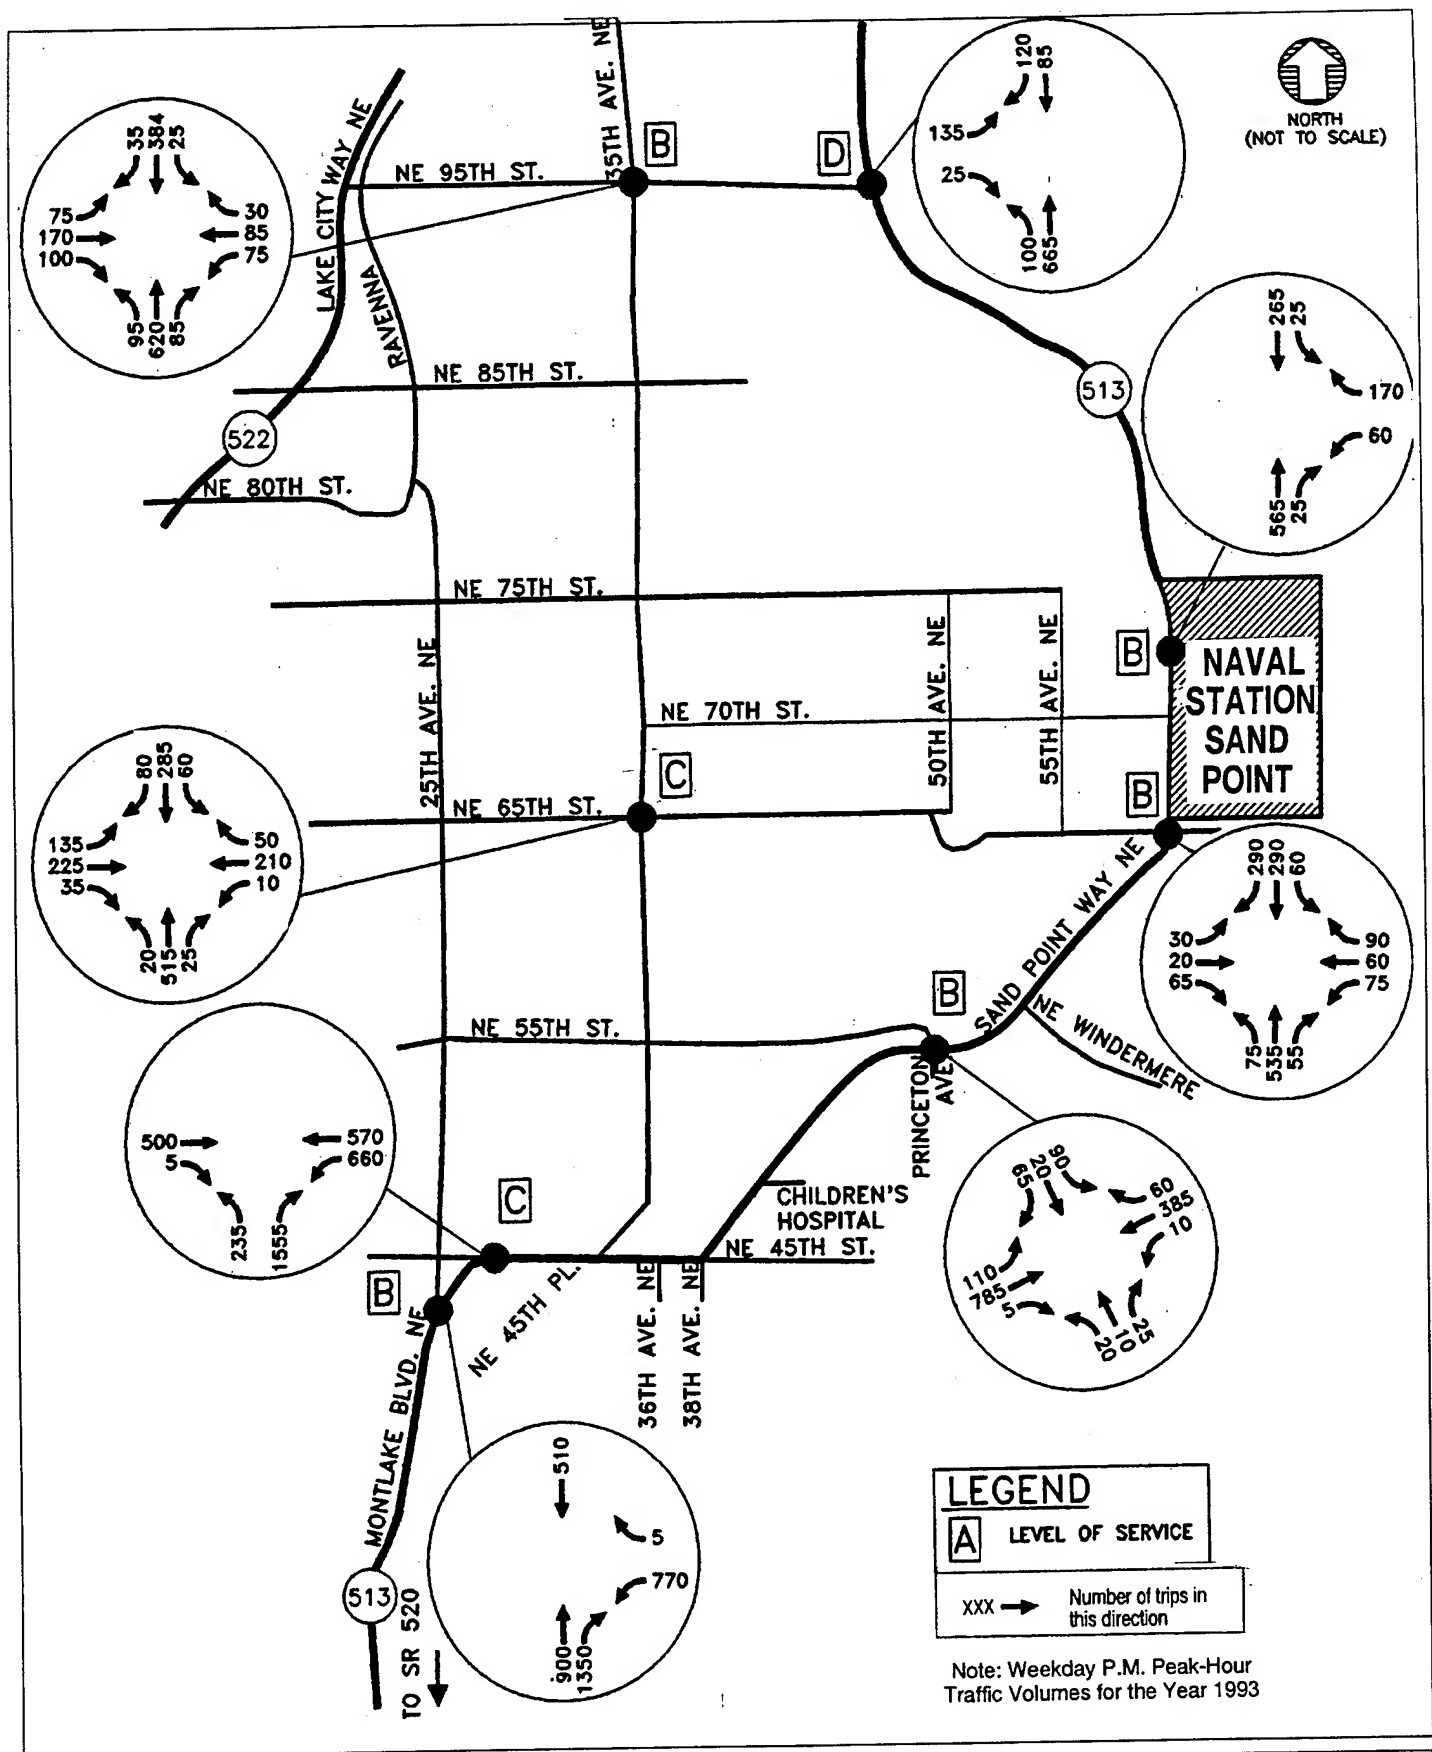 NORTH
(NOT TO SCALE)
35TH AVE. NE
LAKE CITY WAY NE
NE 95TH ST.
B
D
120
85
135
25
100
665
35
384
25
75
170
100
30
85
75
95
620
85
RAVENNA
NE 85TH ST.
522
513
265
25
170
60
565
25
NE 80TH ST.
NE 75TH ST.
25TH AVE. NE
50TH AVE. NE
55TH AVE. NE
B
NAVAL
STATION
SAND
POINT
NE 70TH ST.
C
B
NE 65TH ST.
80
285
60
135
225
35
50
210
10
20
515
25
290
290
60
30
20
65
90
60
75
75
535
55
SAND POINT WAY NE
NE WINDERMERE
B
NE 55TH ST.
PRINCETON
AVE
500
5
570
660
235
1555
65
20
90
60
385
10
110
785
5
20
10
25
CHILDREN'S
HOSPITAL
C
NE 45TH ST.
B
NE 45TH PL.
36TH AVE. NE
38TH AVE. NE
MONTLAKE BLVD. NE
510
5
770
900
1350
513
TO SR 520
LEGEND
A LEVEL OF SERVICE
XXX Number of trips in
this direction
Note: Weekday P.M. Peak-Hour
Traffic Volumes for the Year 1993